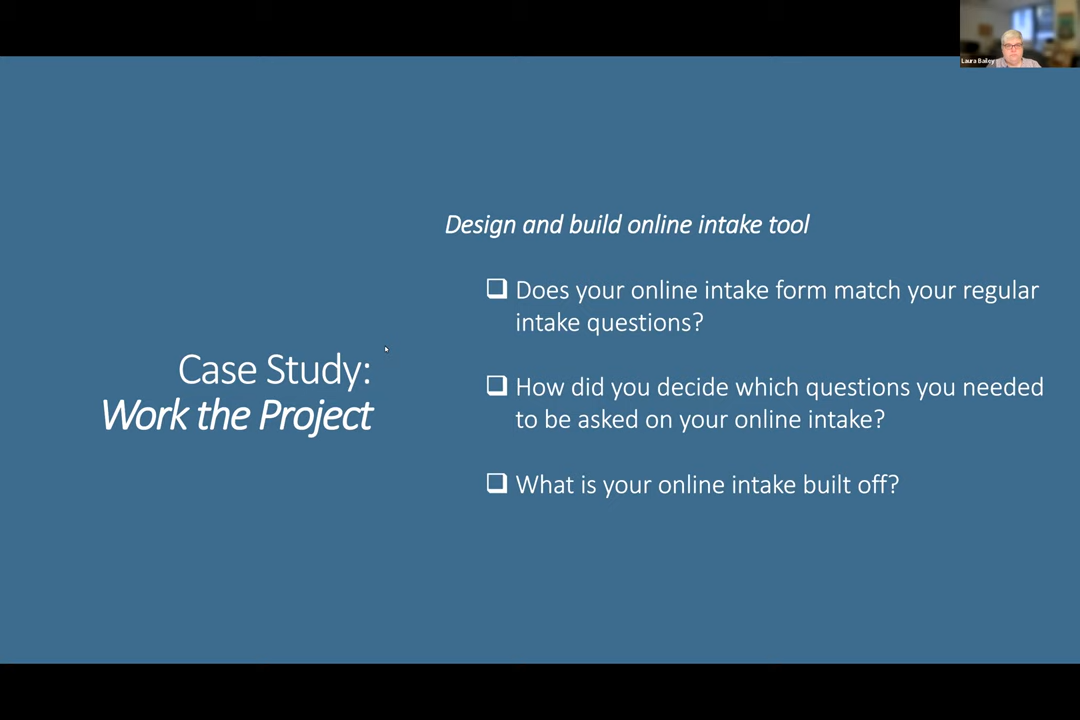 Laura Bailey
Design and build online intake tool
❑ Does your online intake form match your regular
intake questions?
❑ How did you decide which questions you needed
to be asked on your online intake?
❑ What is your online intake built off?
Case Study:
Work the Project